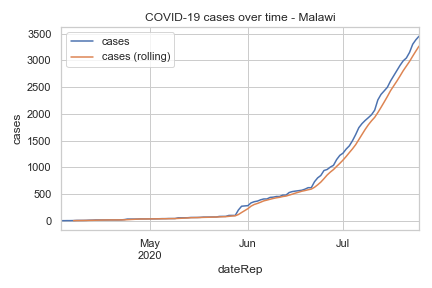 COVID-19 cases over time - Malawi
cases
cases (rolling)
3500
3000
2500
2000
1500
1000
500
0
cases
May
2020
Jun
Jul
dateRep